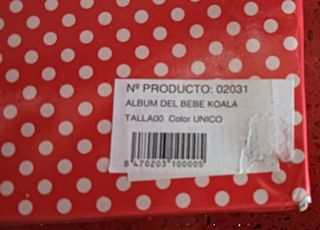 Nº PRODUCTO: 02031
ALBUM DEL BEBE KOALA
TALLA00 Color UNICO
8 470203 100005